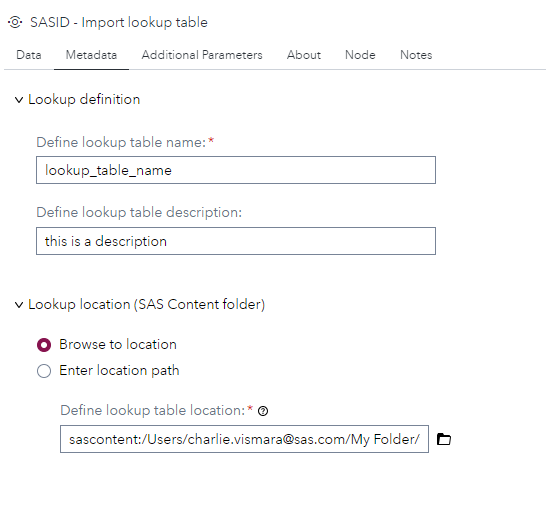 SASID - Import lookup table
Data Metadata Additional Parameters About Node Notes
Lookup definition
Define lookup table name:*
lookup_table_name
Define lookup table description:
this is a description
Lookup location (SAS Content folder)
Browse to location
Enter location path
Define lookup table location:* ?
sascontent:/Users/charlie.vismara@sas.com/My Folder/